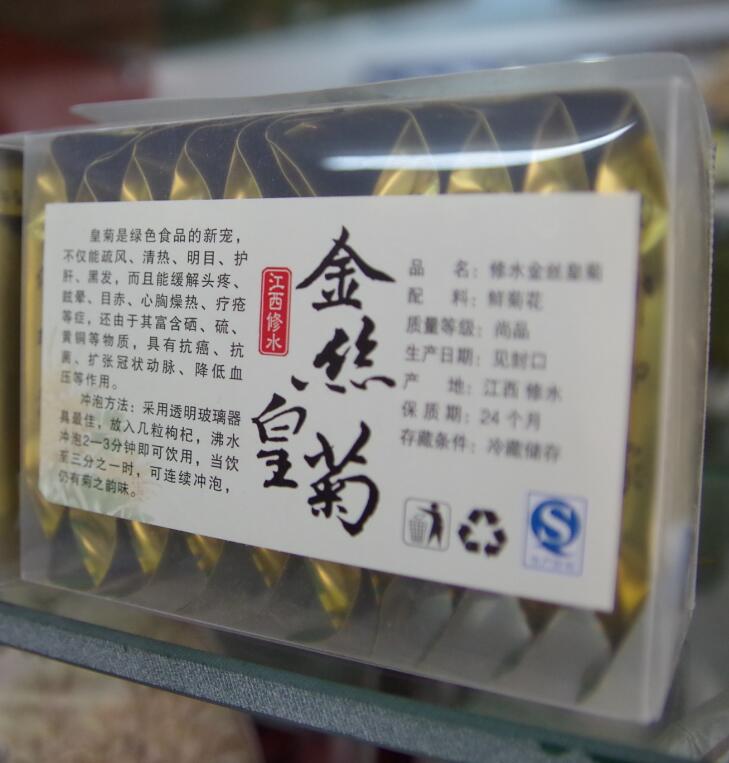 皇菊是绿色食品的新宠，
不仅能疏风、清热、明目、护
肝、黑发，而且能缓解头疼、
眩晕、目赤、心胸燥热、疗疮
等症，还由于其富含硒、硫、
黄铜等物质，具有抗癌、抗
菌、扩张冠状动脉、降低血
压等作用。
冲泡方法：采用透明玻璃器
具最佳，放入几粒枸杞，沸水
冲泡2—3分钟即可饮用，当饮
至三分之一时，可连续冲泡，
仍有菊之韵味。
江西修水
金丝皇菊
品 名：修水金丝皇菊
配 料：鲜菊花
质量等级：尚品
生产日期：见封口
产 地：江西 修水
保 质 期：24 个月
存藏条件：冷藏储存